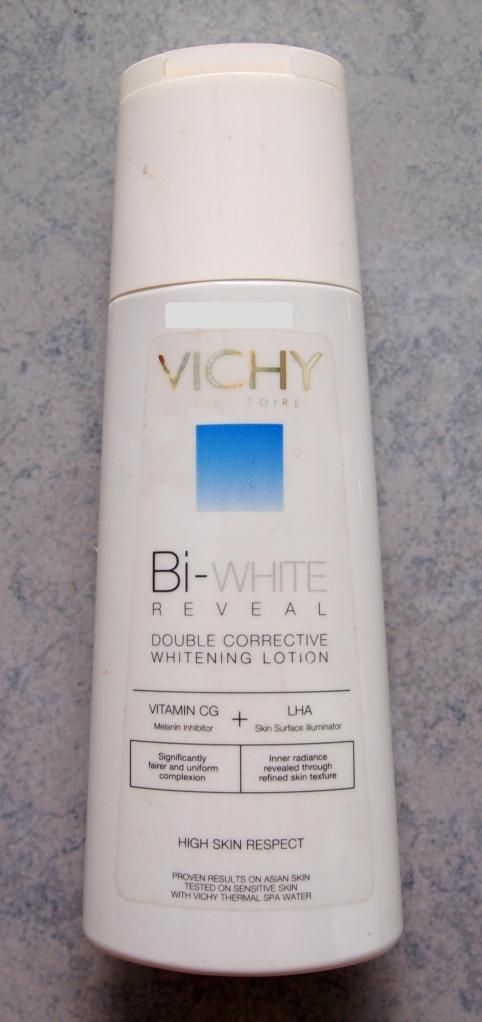 VICHY
Bi-WHITE
REVEAL
DOUBLE CORRECTIVE
WHITENING LOTION
VITAMIN CG + LHA
Melanin Inhibitor Skin Surface Illuminator
Significantly
fairer and uniform
complexion
Inner radiance
revealed through
refined skin texture
HIGH SKIN RESPECT
PROVEN RESULTS ON ASIAN SKIN
TESTED ON SENSITIVE SKIN
WITH VICHY THERMAL SPA WATER